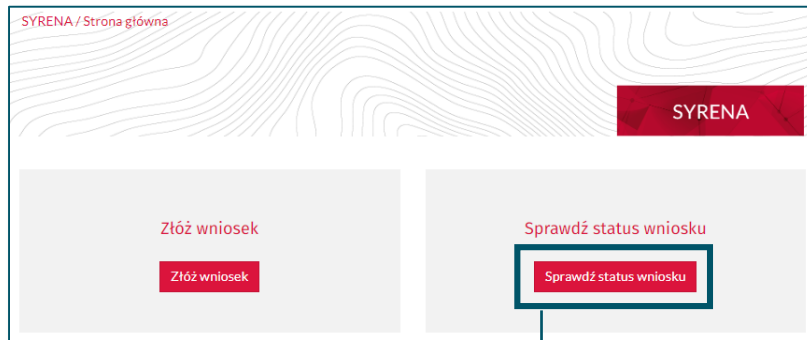 SYRENA / Strona główna
SYRENA
Złóż wniosek
Sprawdź status wniosku
Złóż wniosek
Sprawdź status wniosku